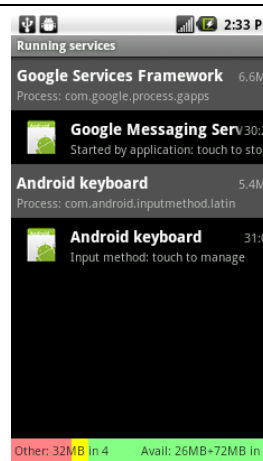 2:33 P
Running services
Google Services Framework 6.6M
Process: com.google.process.gapps
Google Messaging Serv 30:
Started by application: touch to sto
Android keyboard 5.4M
Process: com.android.inputmethod.latin
Android keyboard 31:
Input method: touch to manage
Other: 32MB in 4 Avail: 26MB+72MB in